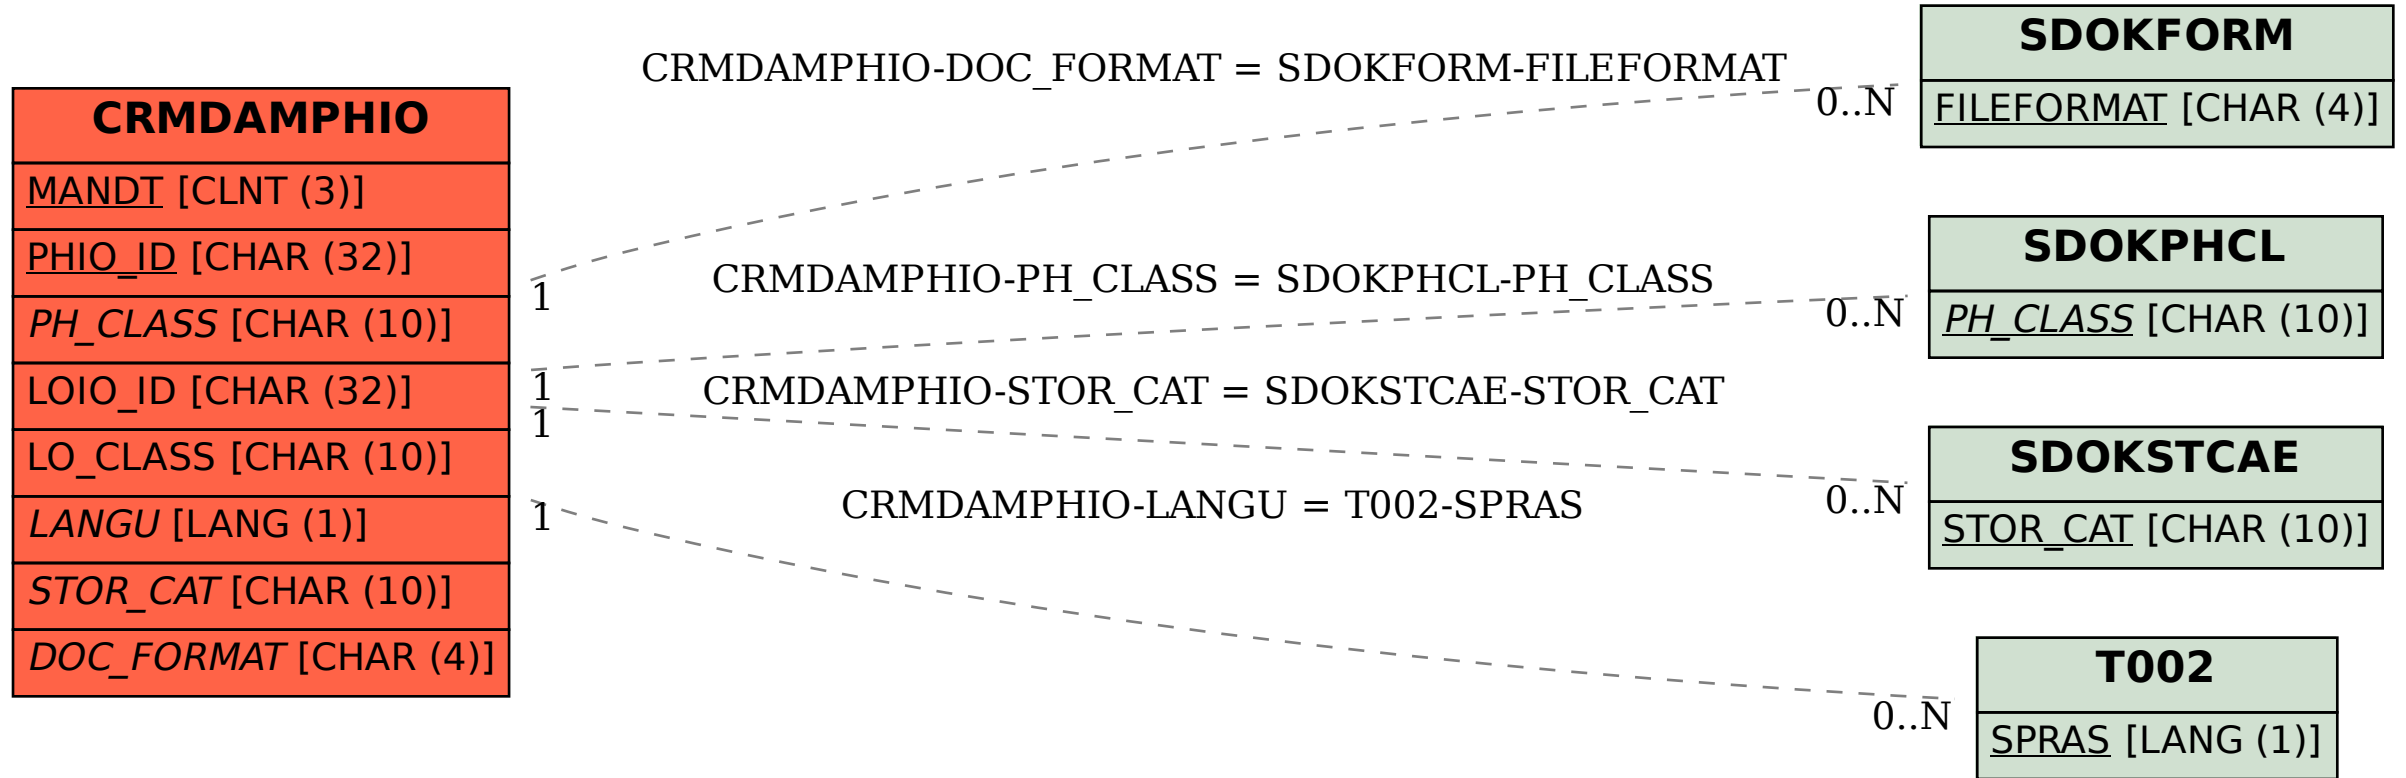 CRMDAMPHIO
MANDT [CLNT (3)]
PHIO_ID [CHAR (32)]
PH_CLASS [CHAR (10)]
LOIO_ID [CHAR (32)]
LO_CLASS [CHAR (10)]
LANGU [LANG (1)]
STOR_CAT [CHAR (10)]
DOC_FORMAT [CHAR (4)]
CRMDAMPHIO-DOC_FORMAT = SDOKFORM-FILEFORMAT
0..N
1
CRMDAMPHIO-PH_CLASS = SDOKPHCL-PH_CLASS
0..N
1
CRMDAMPHIO-STOR_CAT = SDOKSTCAE-STOR_CAT
1
0..N
CRMDAMPHIO-LANGU = T002-SPRAS
1
0..N
SDOKFORM
FILEFORMAT [CHAR (4)]
SDOKPHCL
PH_CLASS [CHAR (10)]
SDOKSTCAE
STOR_CAT [CHAR (10)]
T002
SPRAS [LANG (1)]